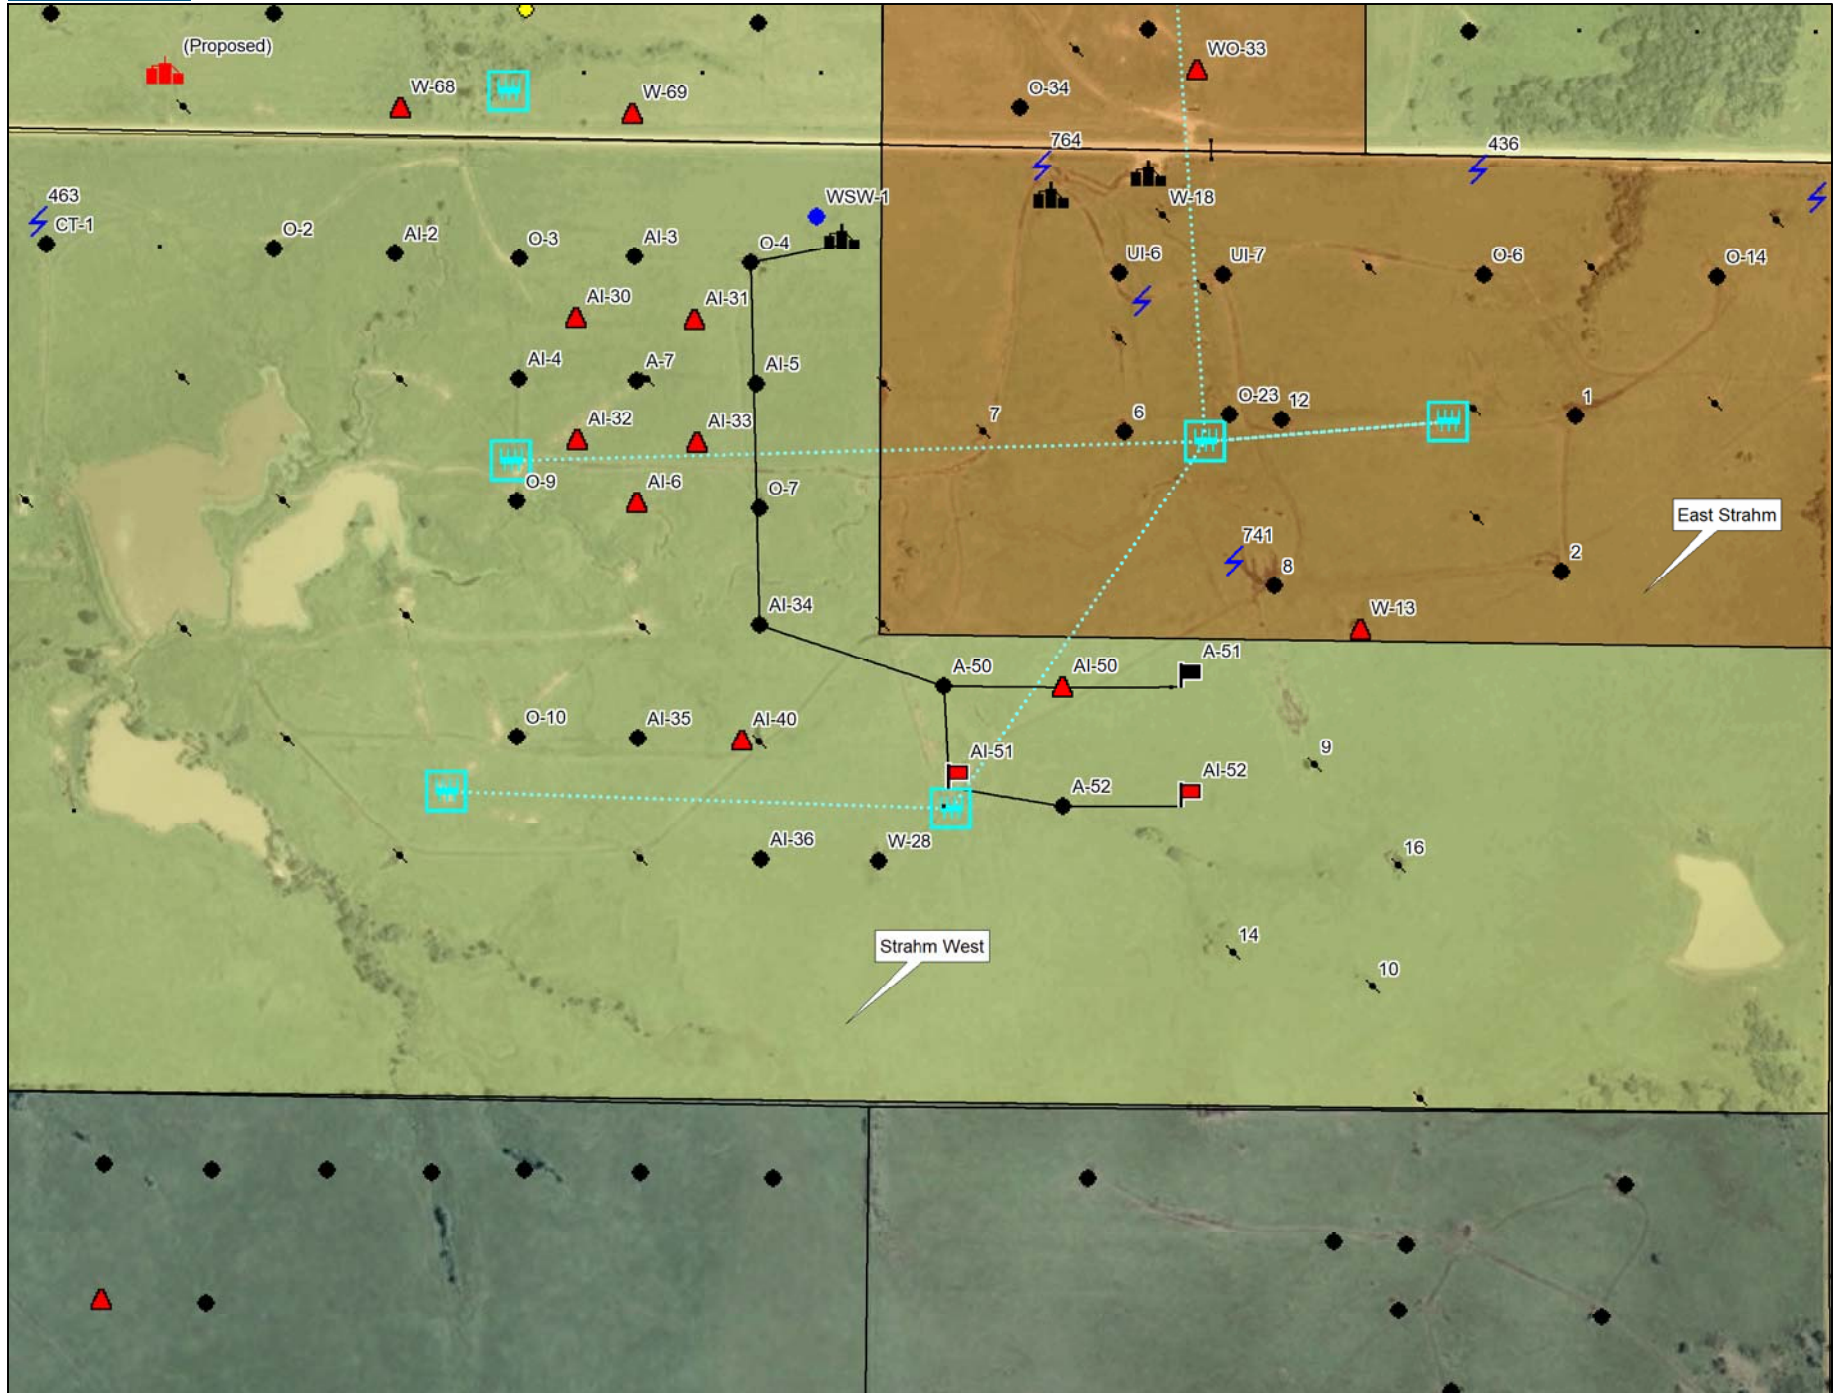 (Proposed)
W-68
W-69
WO-33
O-34
764
436
463
CT-1
O-2
AI-2
O-3
AI-3
O-4
WSW-1
W-18
UI-6
UI-7
O-6
O-14
AI-30
AI-31
AI-4
A-7
AI-5
AI-32
AI-33
7
6
O-23
12
1
O-9
AI-6
O-7
East Strahm
741
8
2
AI-34
W-13
A-50
AI-50
A-51
O-10
AI-35
AI-40
AI-51
A-52
AI-52
9
AI-36
W-28
16
Strahm West
14
10